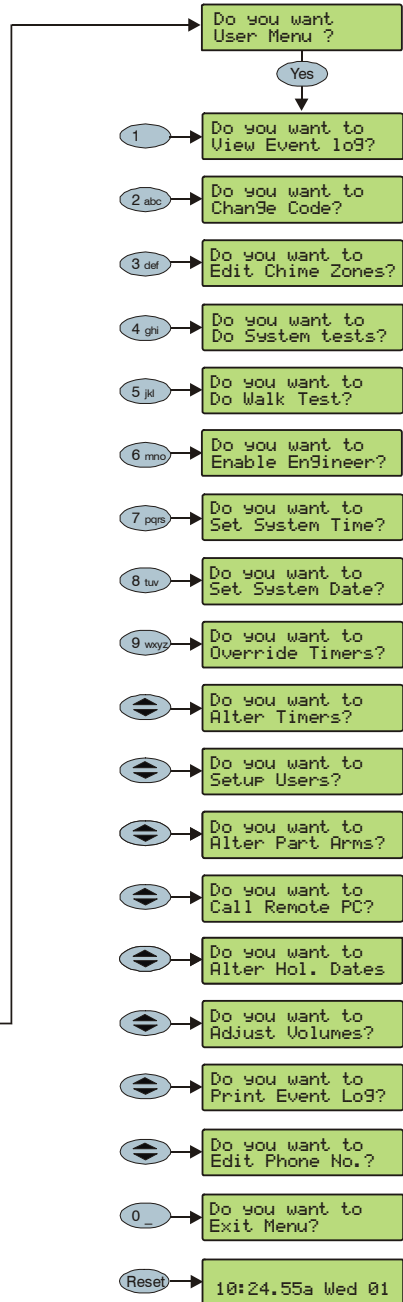 Do you want
User Menu ?
Yes
1
Do you want to
View Event log?
2 abc
Do you want to
Change Code?
3 def
Do you want to
Edit Chime Zones?
4 ghi
Do you want to
Do System tests?
5 jkl
Do you want to
Do Walk Test?
6 mno
Do you want to
Enable Engineer?
7 pqrs
Do you want to
Set System Time?
8 tuv
Do you want to
Set System Date?
9 wxyz
Do you want to
Override Timers?
Do you want to
Alter Timers?
Do you want to
Setup Users?
Do you want to
Alter Part Arms?
Do you want to
Call Remote PC?
Do you want to
Alter Hol. Dates
Do you want to
Adjust Volumes?
Do you want to
Print Event Log?
Do you want to
Edit Phone No.?
0 _
Do you want to
Exit Menu?
Reset
10:24.55a Wed 01